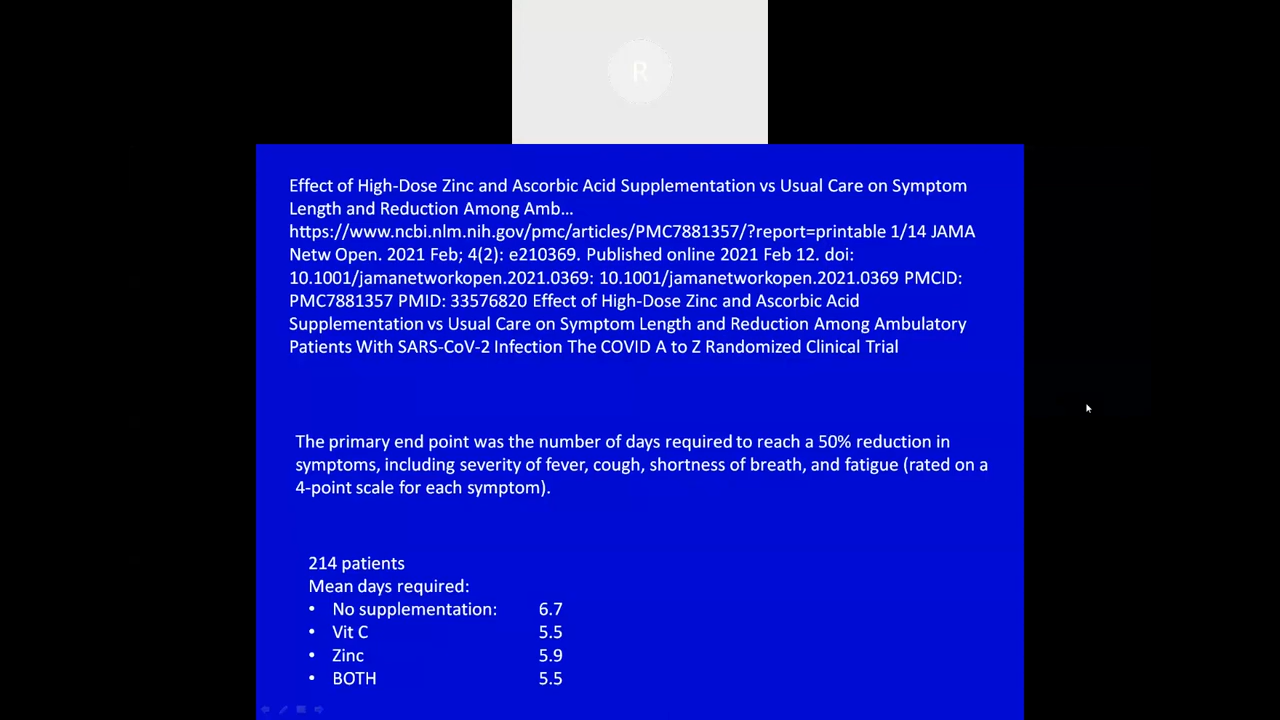 R
Effect of High-Dose Zinc and Ascorbic Acid Supplementation vs Usual Care on Symptom
Length and Reduction Among Amb...
https://www.ncbi.nlm.nih.gov/pmc/articles/PMC7881357/?report=printable 1/14 JAMA
Netw Open. 2021 Feb; 4(2): e210369. Published online 2021 Feb 12. doi:
10.1001/jamanetworkopen.2021.0369: 10.1001/jamanetworkopen.2021.0369 PMCID:
PMC7881357 PMID: 33576820 Effect of High-Dose Zinc and Ascorbic Acid
Supplementation vs Usual Care on Symptom Length and Reduction Among Ambulatory
Patients With SARS-CoV-2 Infection The COVID A to Z Randomized Clinical Trial
The primary end point was the number of days required to reach a 50% reduction in
symptoms, including severity of fever, cough, shortness of breath, and fatigue (rated on a
4-point scale for each symptom).
214 patients
Mean days required:
• No supplementation: 6.7
• Vit C 5.5
• Zinc 5.9
• BOTH 5.5